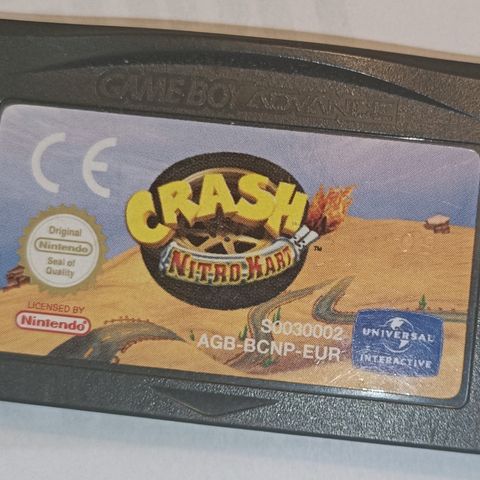 GAME BOY ADVANCE
CE
CRASH
NITRO-KART
TM
Original
Nintendo
Seal of
Quality
LICENSED BY
Nintendo
S0030002
AGB-BCNP-EUR
UNIVERSAL
INTERACTIVE